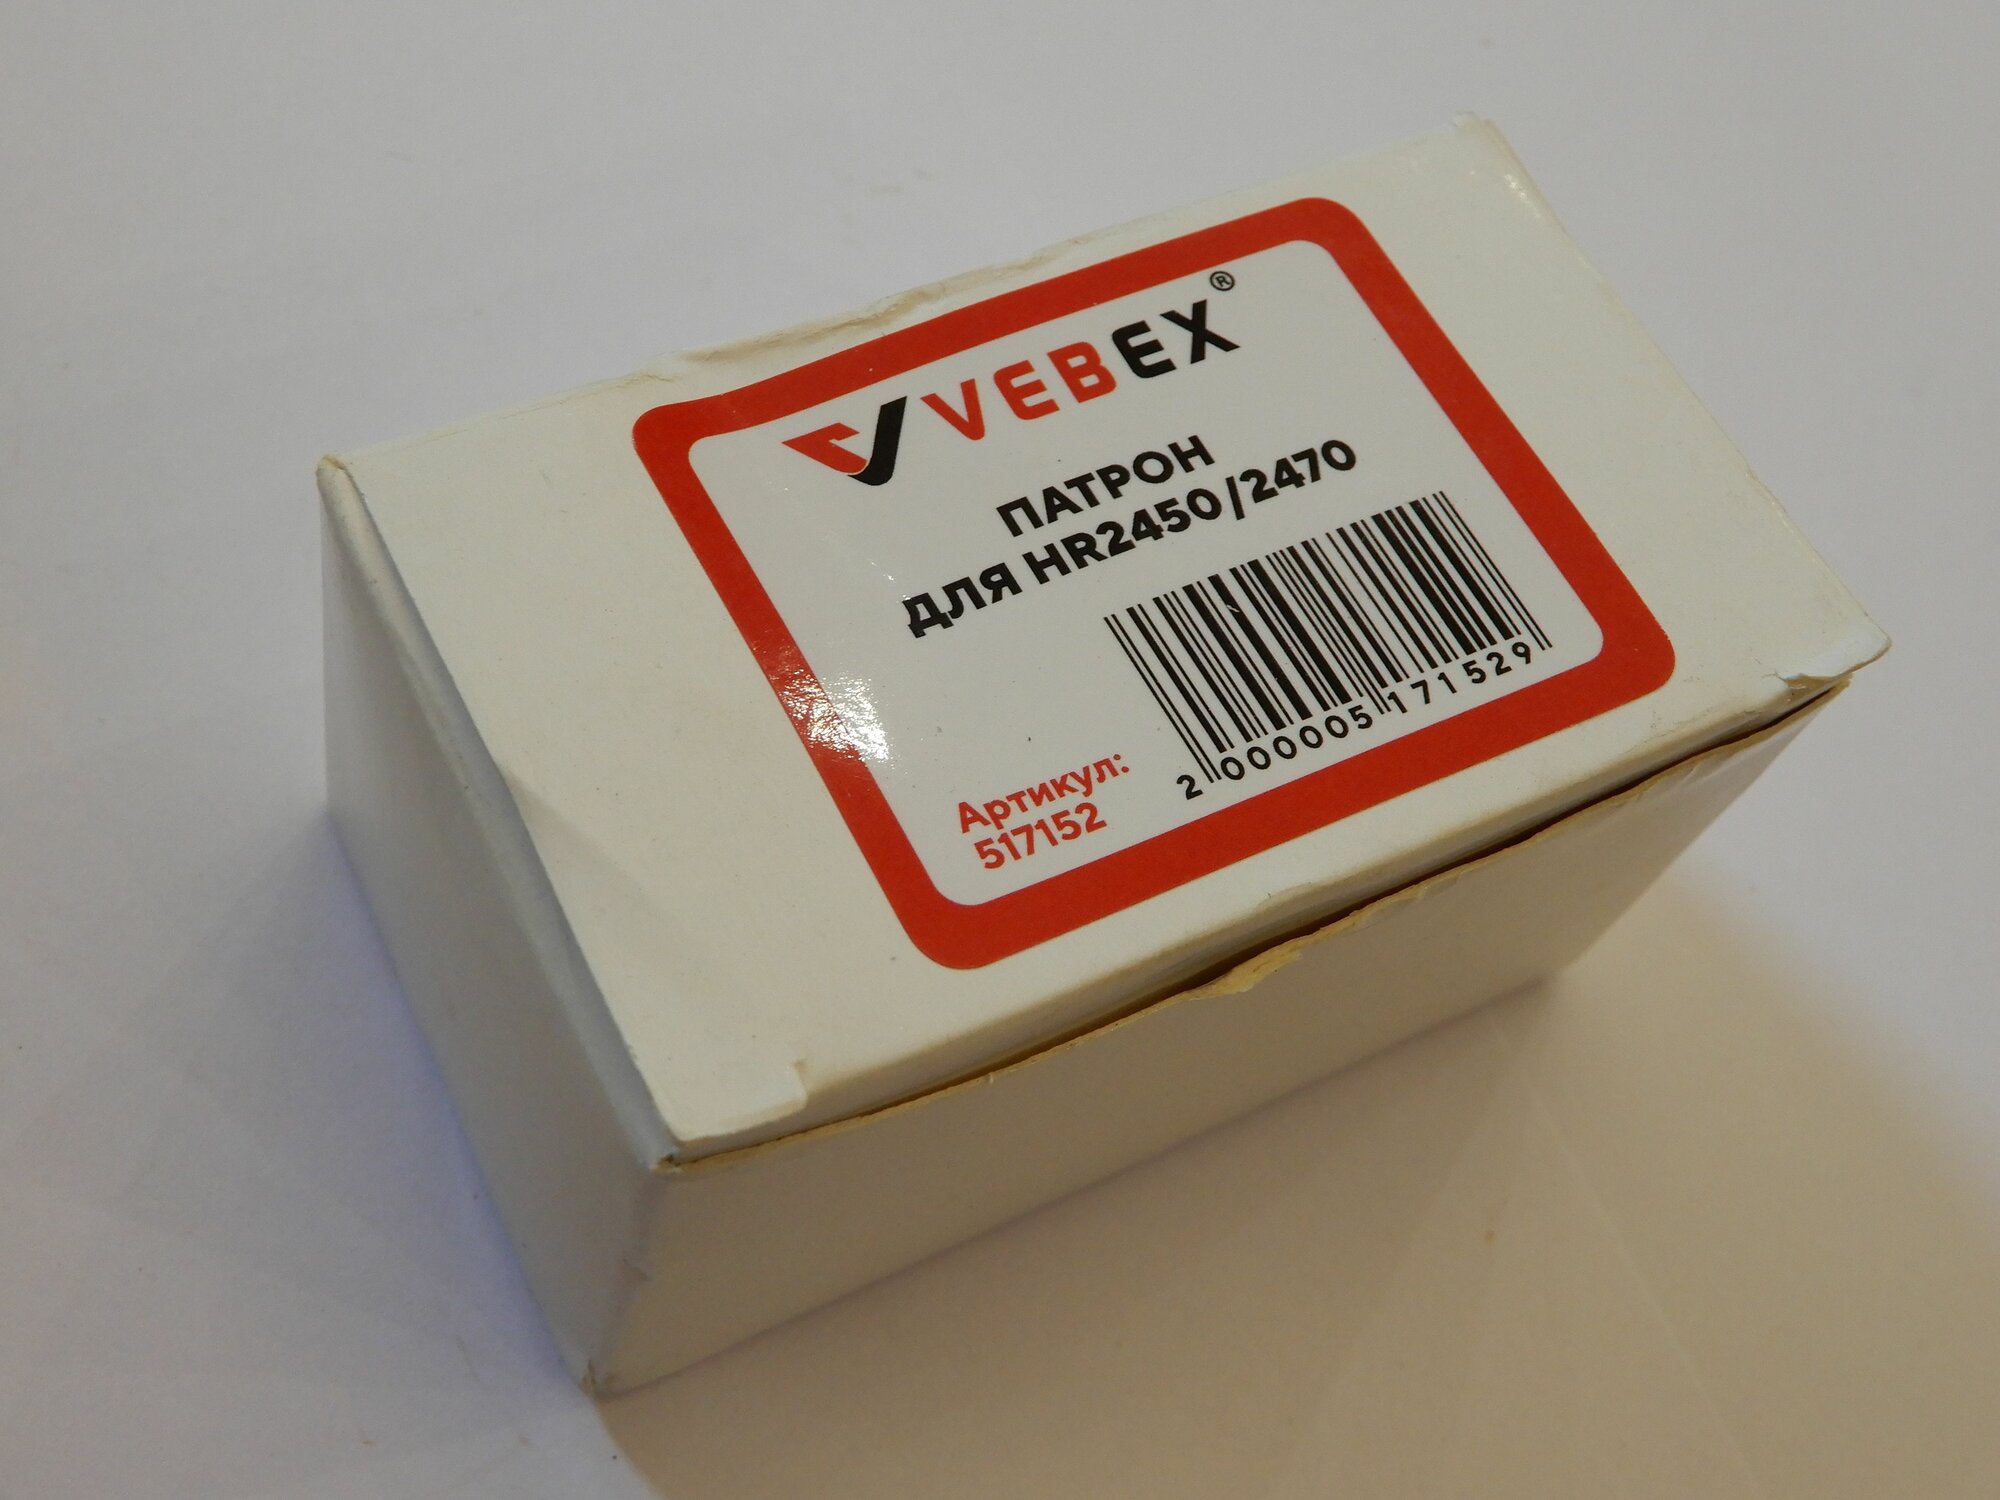 VEBEX®
ПАТРОН
ДЛЯ HR2450/2470
2 000005 171529
Артикул:
517152